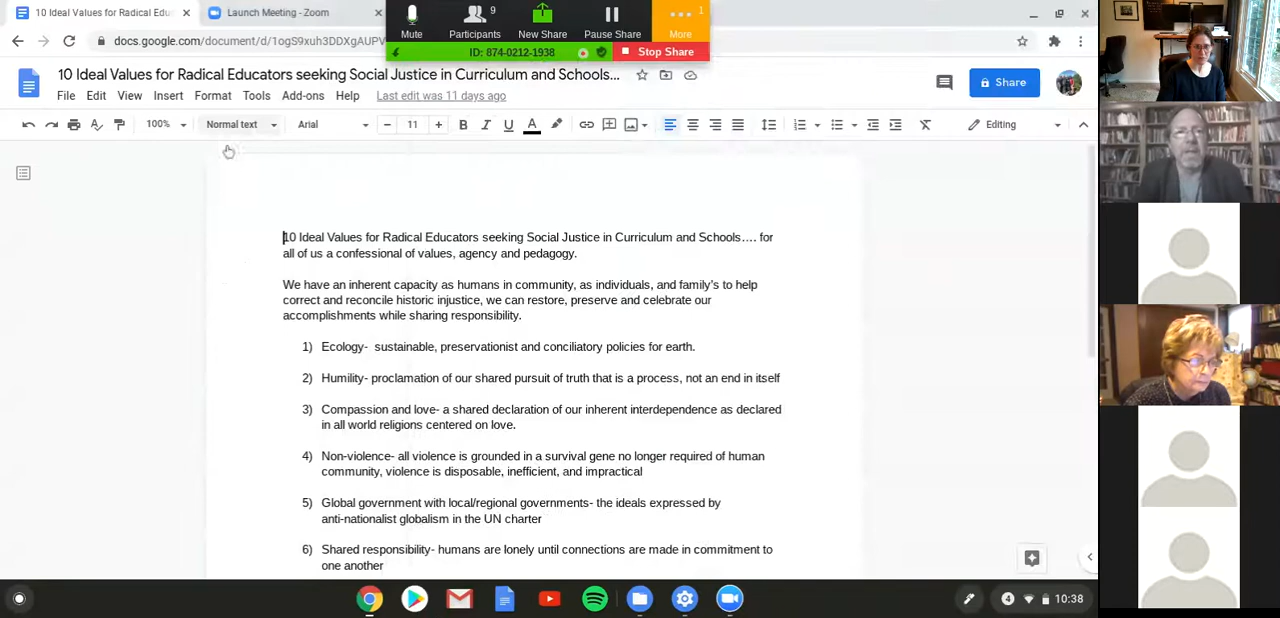 10 Ideal Values for Radical Edu
Launch Meeting - Zoom
Mute
9
Participants
New Share
Pause Share
1
More
ID: 874-0212-1938
Stop Share
docs.google.com/document/d/1ogS9xuh3DDXgAUPV
10 Ideal Values for Radical Educators seeking Social Justice in Curriculum and Schools...
Share
File Edit View Insert Format Tools Add-ons Help Last edit was 11 days ago
100% Normal text Arial 11 B I U A Editing
10 Ideal Values for Radical Educators seeking Social Justice in Curriculum and Schools…. for
all of us a confessional of values, agency and pedagogy.
We have an inherent capacity as humans in community, as individuals, and family's to help
correct and reconcile historic injustice, we can restore, preserve and celebrate our
accomplishments while sharing responsibility.
1) Ecology- sustainable, preservationist and conciliatory policies for earth.
2) Humility- proclamation of our shared pursuit of truth that is a process, not an end in itself
3) Compassion and love- a shared declaration of our inherent interdependence as declared
in all world religions centered on love.
4) Non-violence- all violence is grounded in a survival gene no longer required of human
community, violence is disposable, inefficient, and impractical
5) Global government with local/regional governments- the ideals expressed by
anti-nationalist globalism in the UN charter
6) Shared responsibility- humans are lonely until connections are made in commitment to
one another
4
10:38